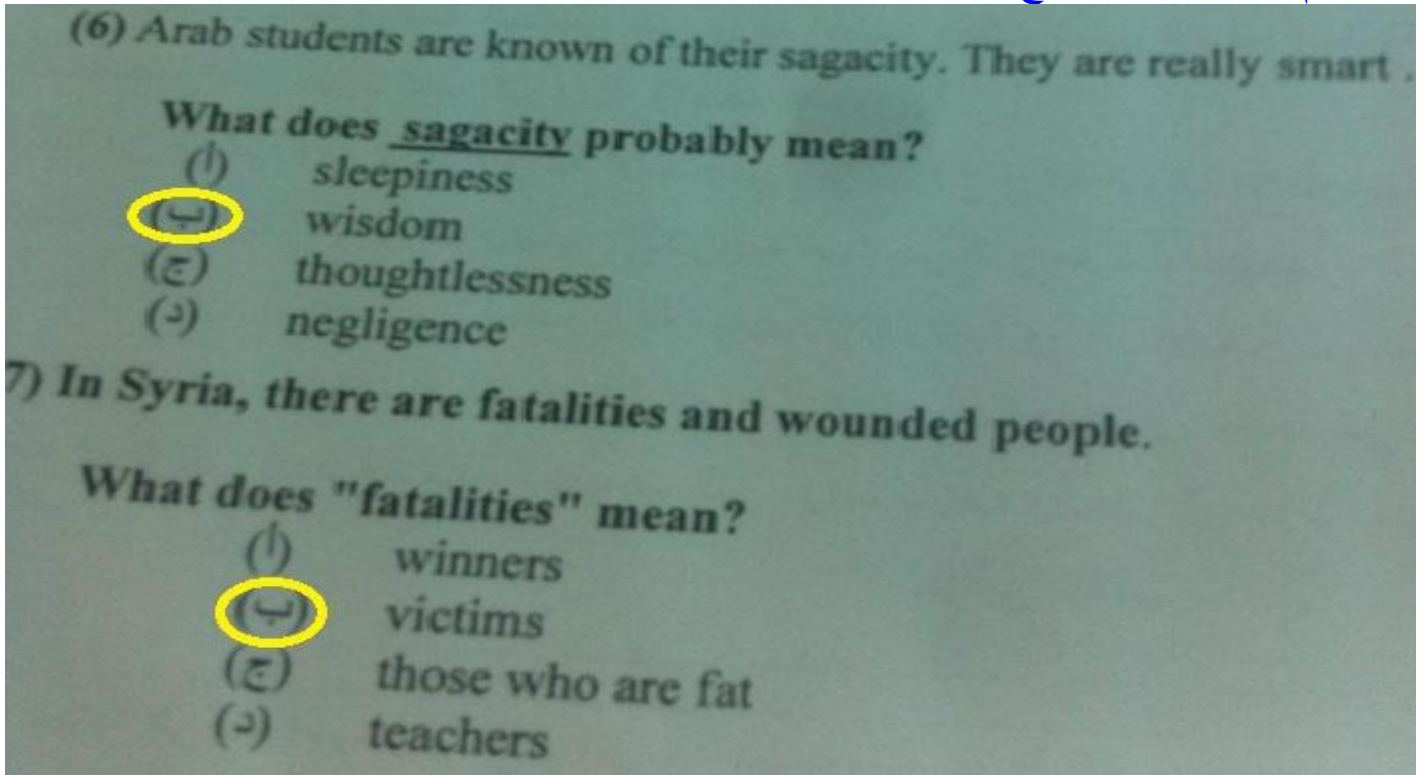 (6) Arab students are known of their sagacity. They are really smart .
What does sagacity probably mean?
(أ) sleepiness
(ب) wisdom
(ج) thoughtlessness
(د) negligence
7) In Syria, there are fatalities and wounded people.
What does "fatalities" mean?
(أ) winners
(ب) victims
(ج) those who are fat
(د) teachers